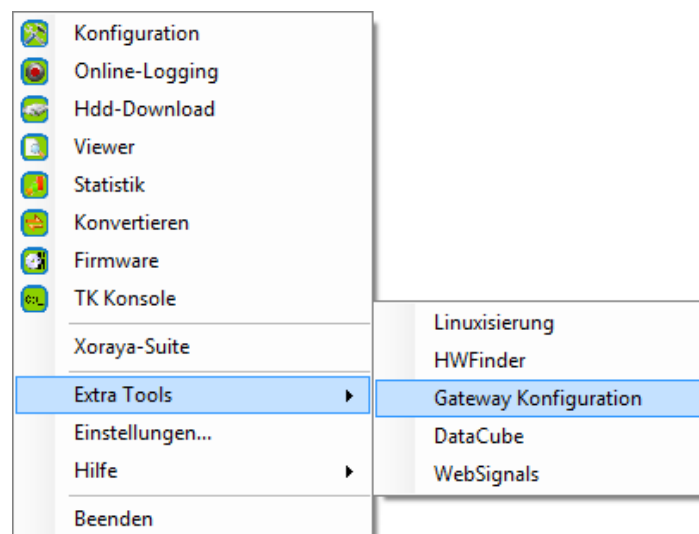 Konfiguration
Online-Logging
Hdd-Download
Viewer
Statistik
Konvertieren
Firmware
TK Konsole
Xoraya-Suite
Extra Tools
Einstellungen...
Hilfe
Beenden
Linuxisierung
HWFinder
Gateway Konfiguration
DataCube
WebSignals